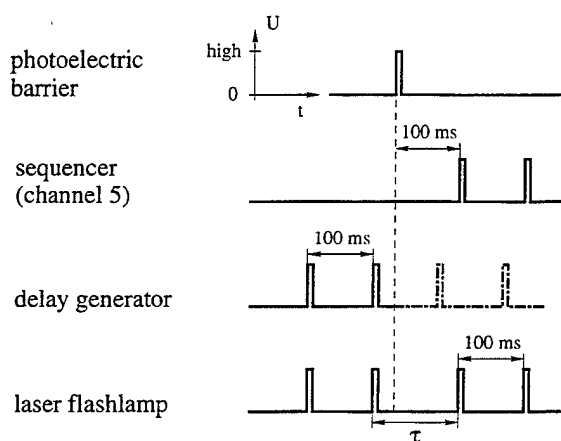 U
high
photoelectric
barrier
0
t
100 ms
sequencer
(channel 5)
100 ms
delay generator
100 ms
laser flashlamp
τ